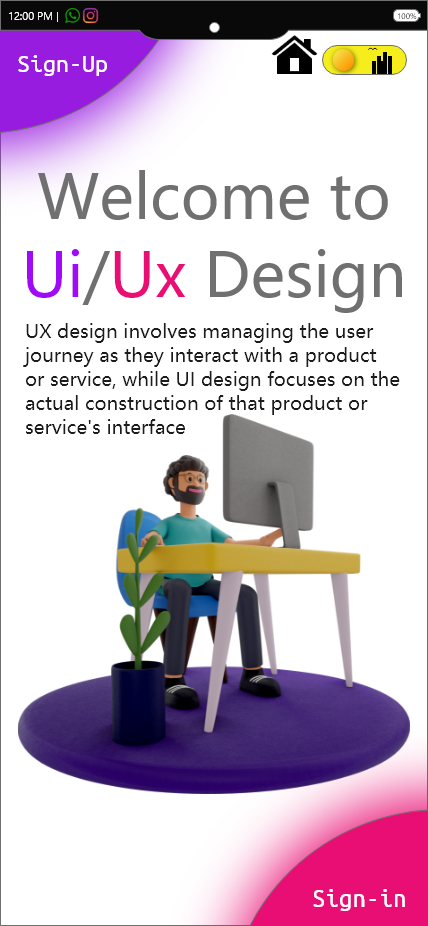 12:00 PM |
100%
Sign-Up
Welcome to
Ui/Ux Design
UX design involves managing the user
journey as they interact with a product
or service, while UI design focuses on the
actual construction of that product or
service's interface
Sign-in